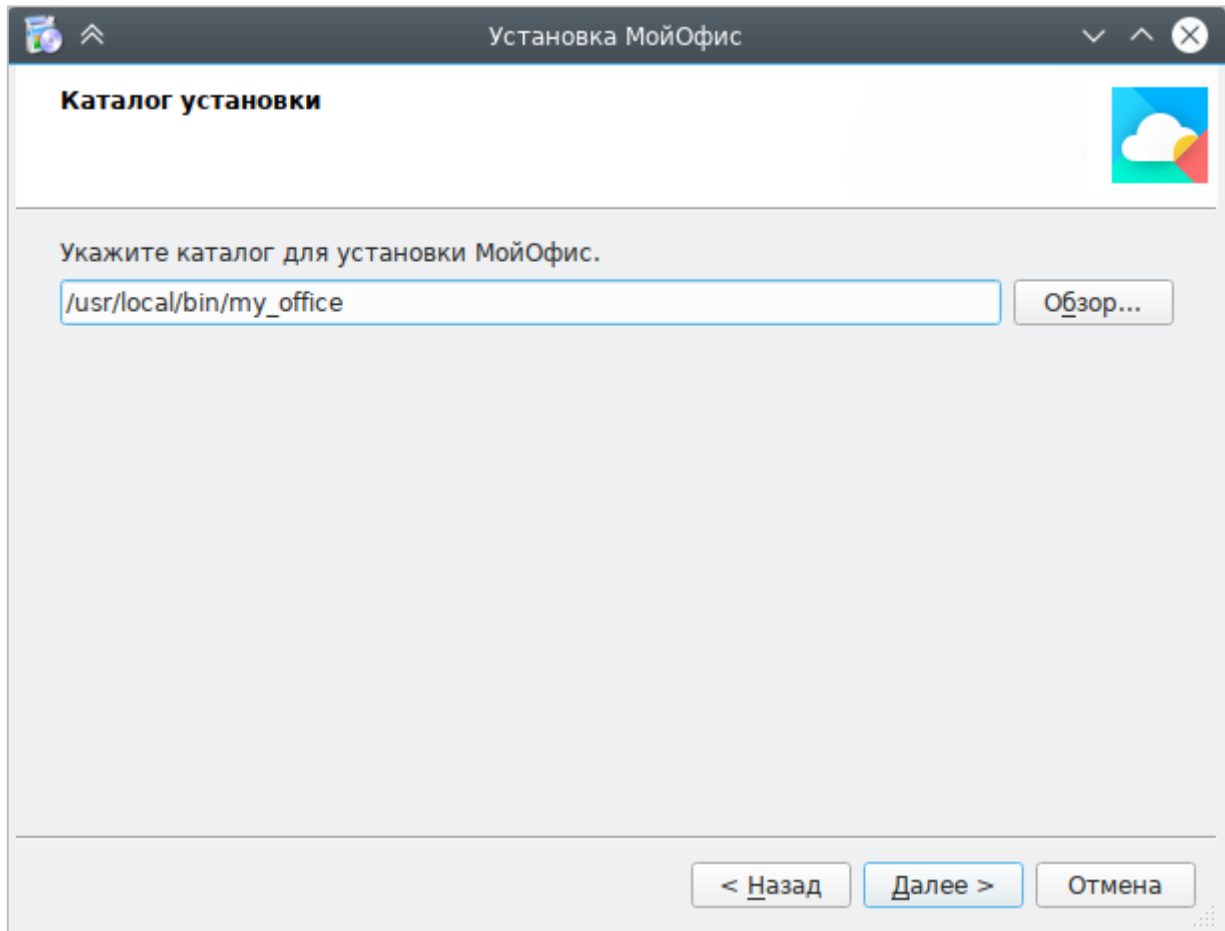 Установка МойОфис
Каталог установки
Укажите каталог для установки МойОфис.
/usr/local/bin/my_office
Обзор...
< Назад
Далее >
Отмена